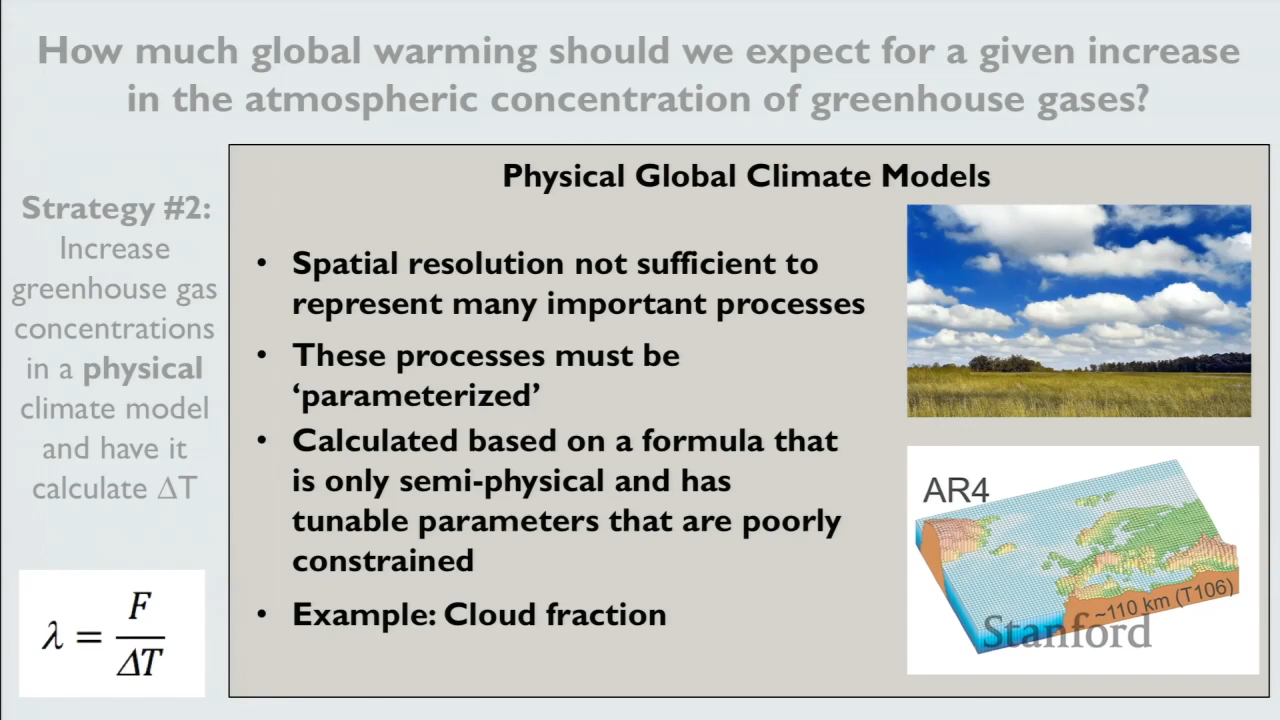 How much global warming should we expect for a given increase
in the atmospheric concentration of greenhouse gases?
Strategy #2:
Increase
greenhouse gas
concentrations
in a physical
climate model
and have it
calculate ΔT
λ = F / ΔT
Physical Global Climate Models
• Spatial resolution not sufficient to
represent many important processes
• These processes must be
‘parameterized’
• Calculated based on a formula that
is only semi-physical and has
tunable parameters that are poorly
constrained
• Example: Cloud fraction
AR4
~110 km (T106)
Stanford